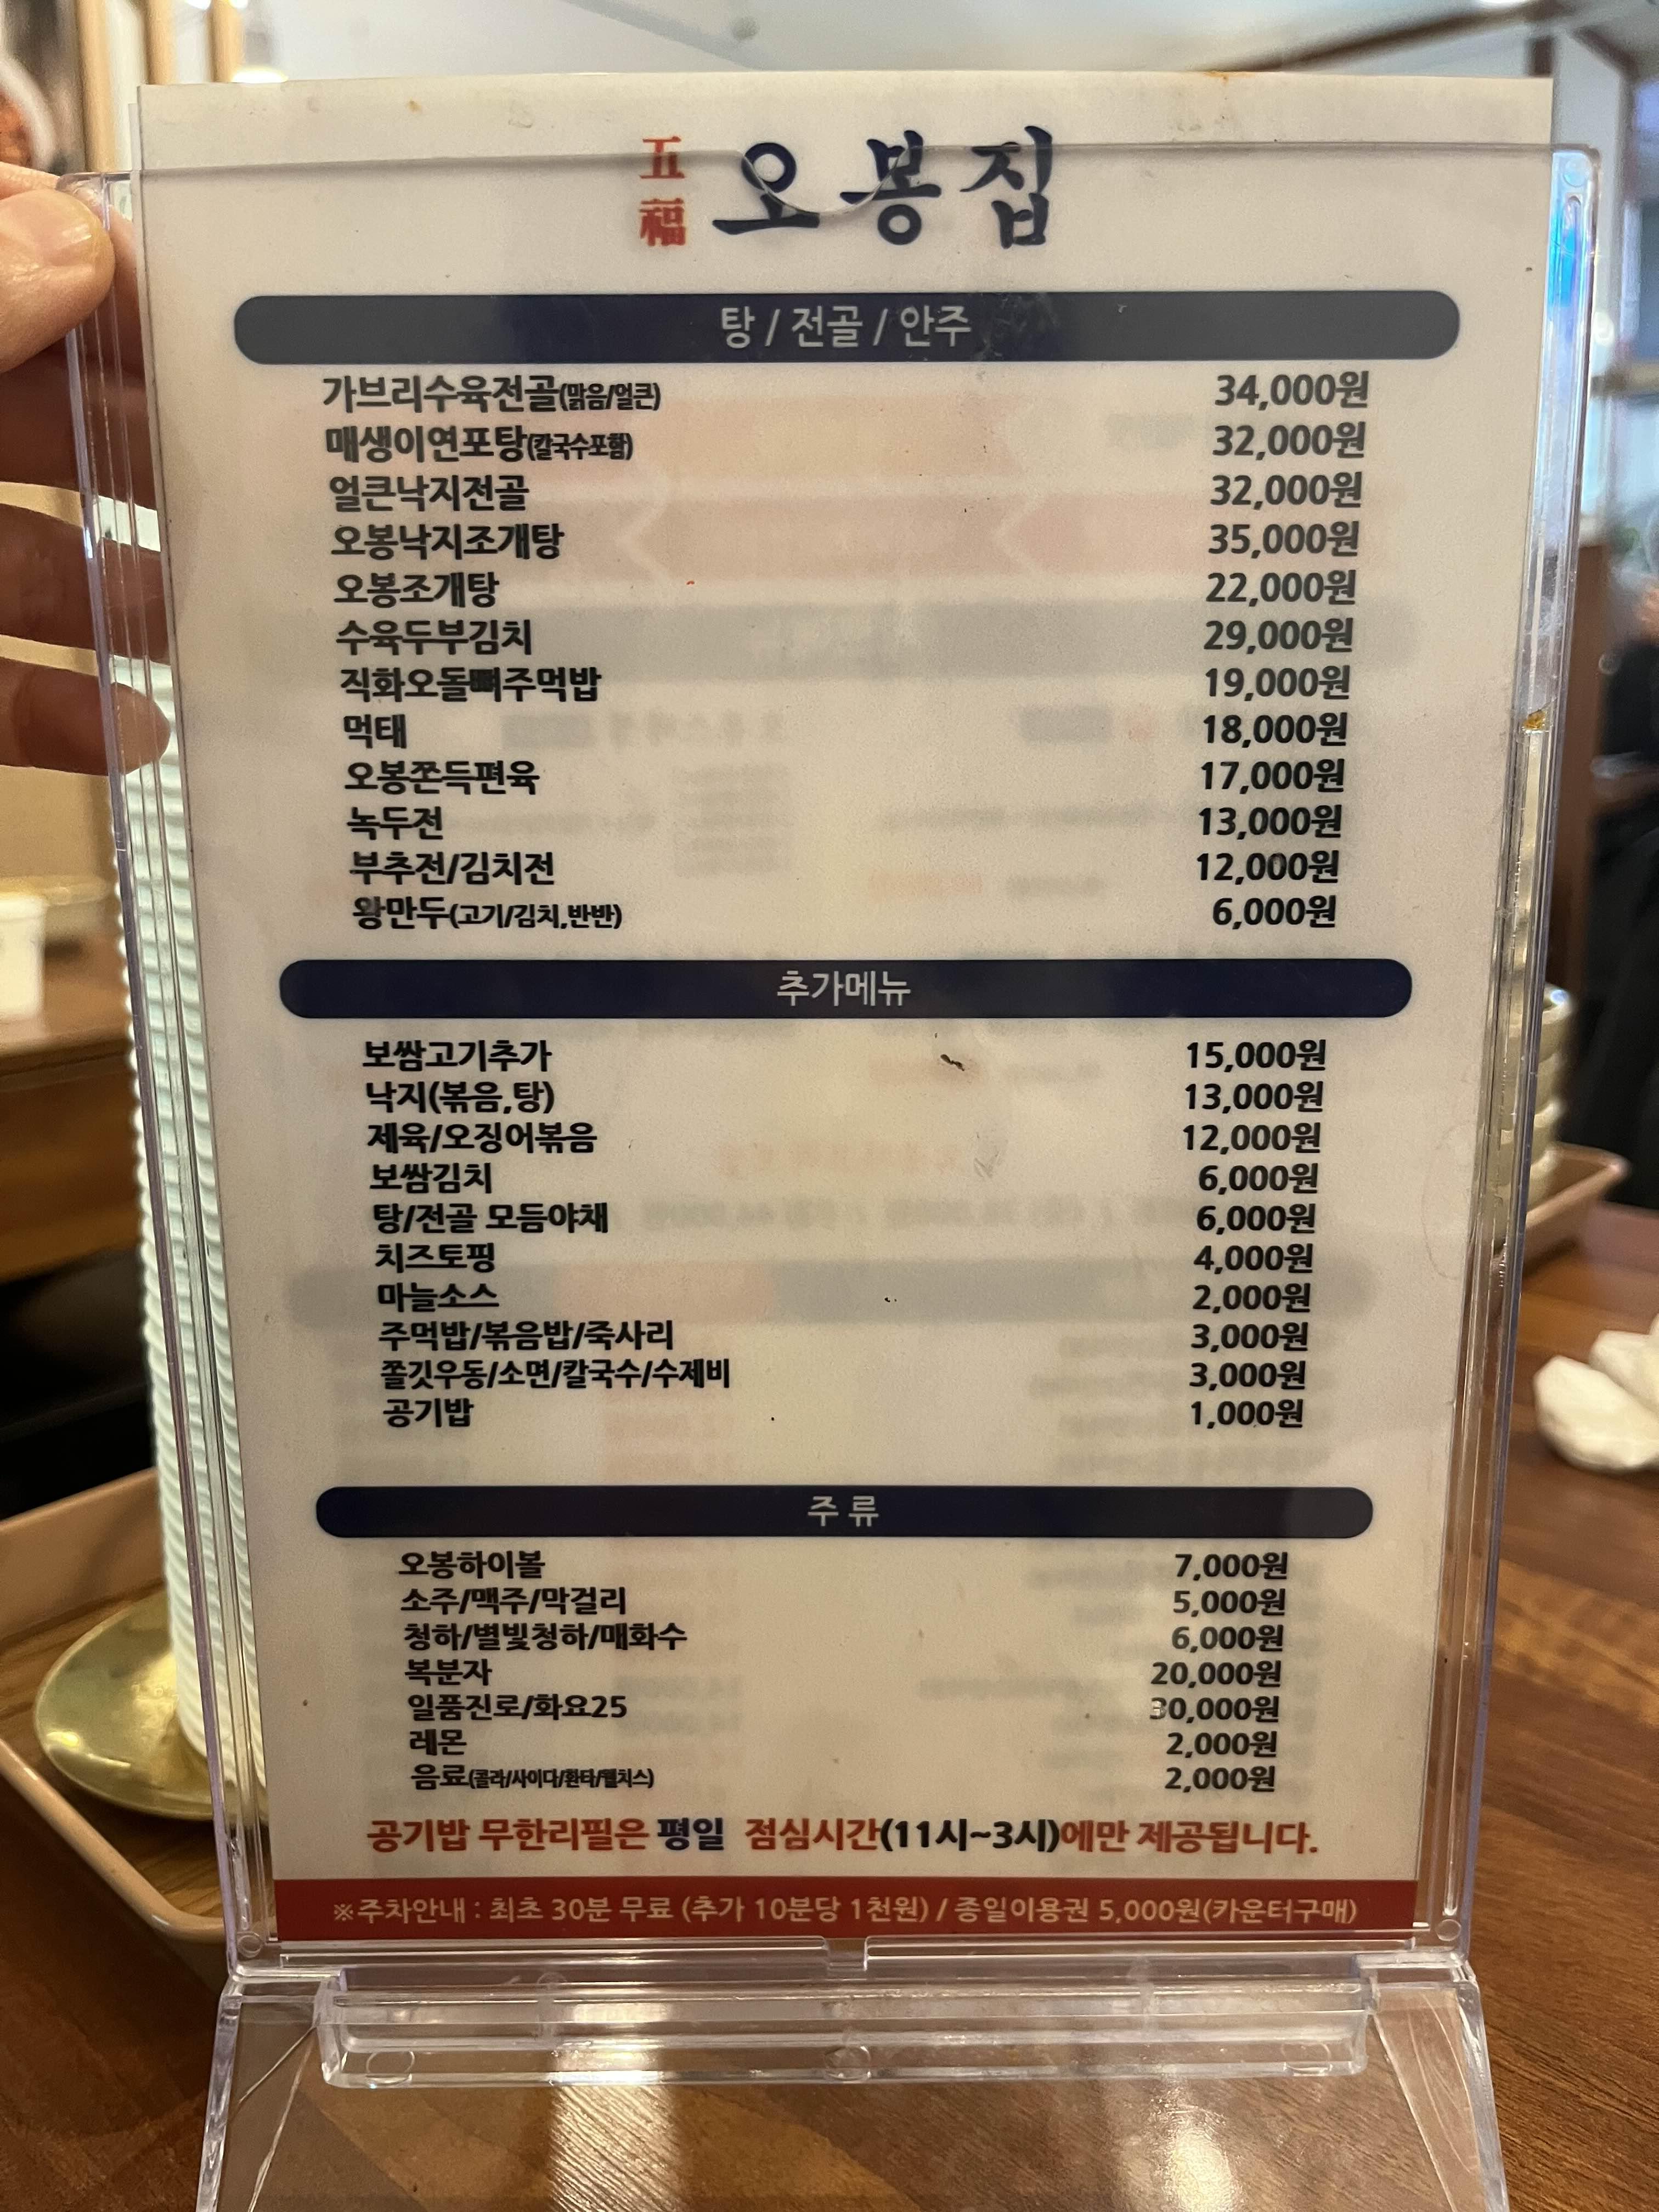 五福 오봉집
탕 / 전골 / 안주
가브리수육전골(맑음/얼큰) 34,000원
매생이연포탕(칼국수포함) 32,000원
얼큰낙지전골 32,000원
오봉낙지조개탕 35,000원
오봉조개탕 22,000원
수육두부김치 29,000원
직화오돌뼈주먹밥 19,000원
먹태 18,000원
오봉쫀득편육 17,000원
녹두전 13,000원
부추전/김치전 12,000원
왕만두(고기/김치,반반) 6,000원
추가메뉴
보쌈고기추가 15,000원
낙지(볶음,탕) 13,000원
제육/오징어볶음 12,000원
보쌈김치 6,000원
탕/전골 모듬야채 6,000원
치즈토핑 4,000원
마늘소스 2,000원
주먹밥/볶음밥/죽사리 3,000원
쫄깃우동/소면/칼국수/수제비 3,000원
공기밥 1,000원
주 류
오봉하이볼 7,000원
소주/맥주/막걸리 5,000원
청하/별빛청하/매화수 6,000원
복분자 20,000원
일품진로/화요25 30,000원
레몬 2,000원
음료(콜라/사이다/환타/웰치스) 2,000원
공기밥 무한리필은 평일 점심시간(11시~3시)에만 제공됩니다.
※주차안내 : 최초 30분 무료 (추가 10분당 1천원) / 종일이용권 5,000원(카운터구매)